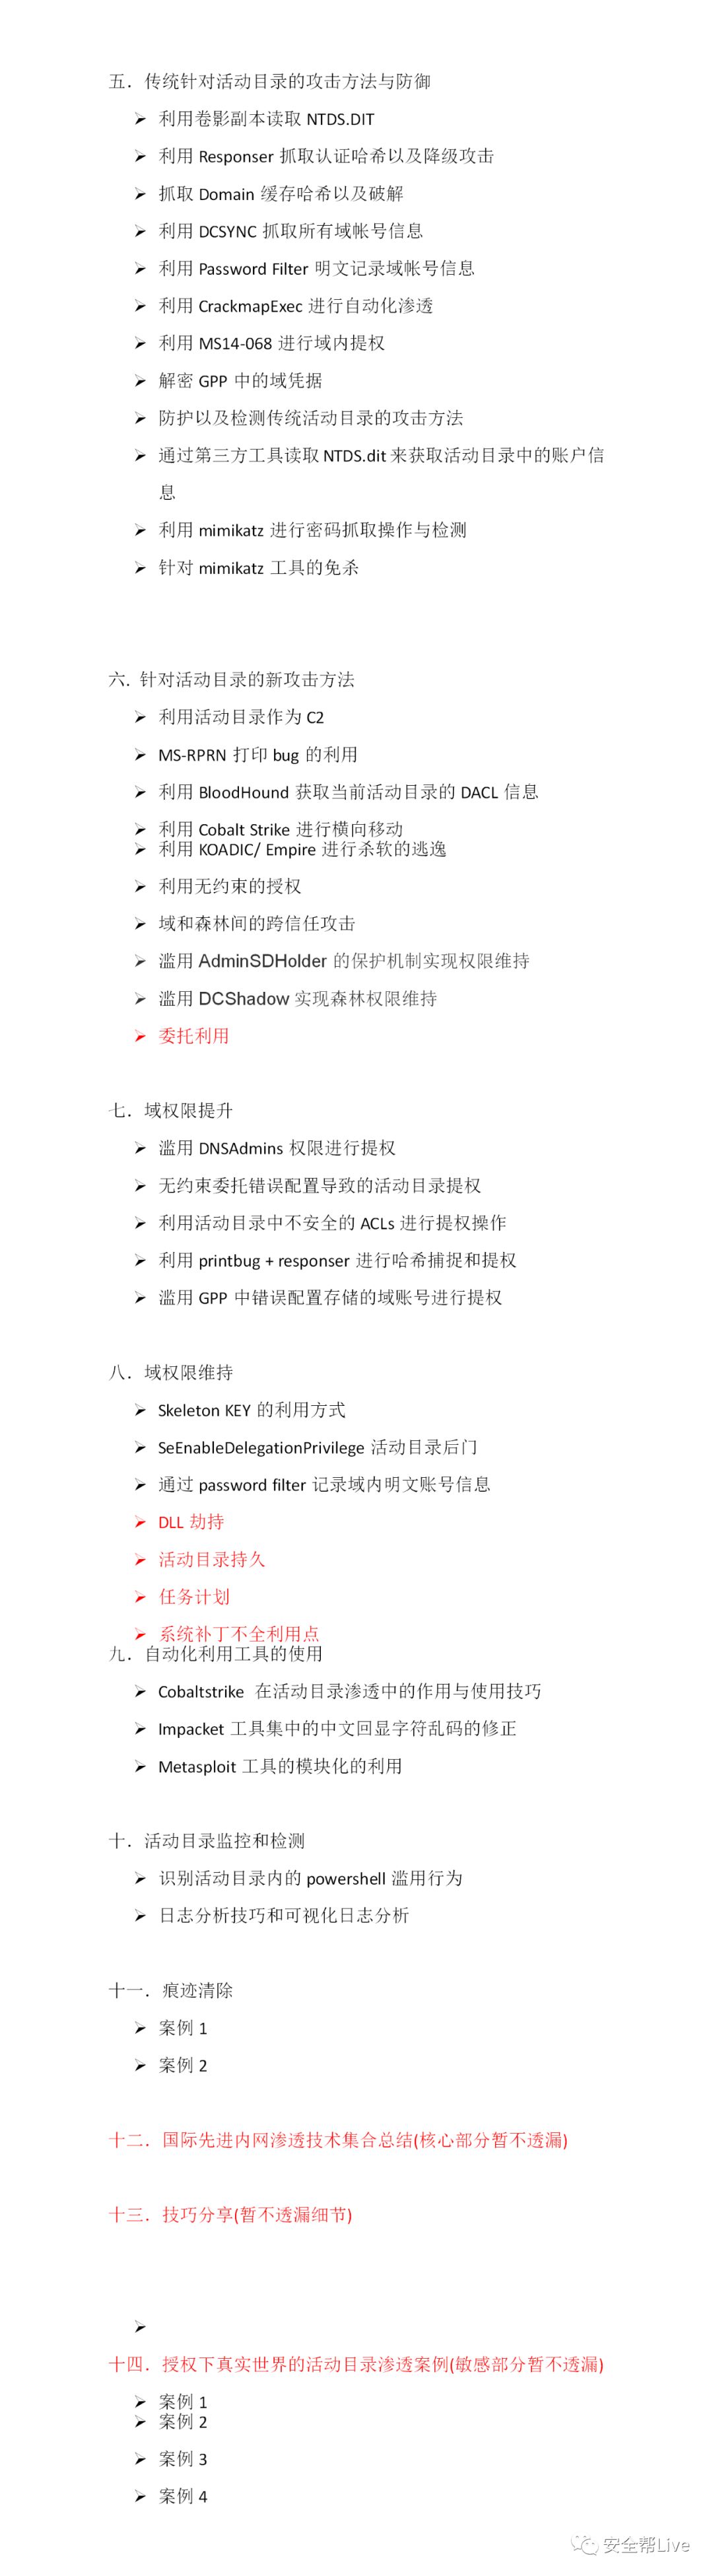 五. 传统针对活动目录的攻击方法与防御
➢ 利用卷影副本读取 NTDS.DIT
➢ 利用 Responser 抓取认证哈希以及降级攻击
➢ 抓取 Domain 缓存哈希以及破解
➢ 利用 DCSYNC 抓取所有域帐号信息
➢ 利用 Password Filter 明文记录域帐号信息
➢ 利用 CrackmapExec 进行自动化渗透
➢ 利用 MS14-068 进行域内提权
➢ 解密 GPP 中的域凭据
➢ 防护以及检测传统活动目录的攻击方法
➢ 通过第三方工具读取 NTDS.dit 来获取活动目录中的账户信
息
➢ 利用 mimikatz 进行密码抓取操作与检测
➢ 针对 mimikatz 工具的免杀
六. 针对活动目录的新攻击方法
➢ 利用活动目录作为 C2
➢ MS-RPRN 打印 bug 的利用
➢ 利用 BloodHound 获取当前活动目录的 DACL 信息
➢ 利用 Cobalt Strike 进行横向移动
➢ 利用 KOADIC/ Empire 进行杀软的逃逸
➢ 利用无约束的授权
➢ 域和森林间的跨信任攻击
➢ 滥用 AdminSDHolder 的保护机制实现权限维持
➢ 滥用 DCShadow 实现森林权限维持
➢ 委托利用
七. 域权限提升
➢ 滥用 DNSAdmins 权限进行提权
➢ 无约束委托错误配置导致的活动目录提权
➢ 利用活动目录中不安全的 ACLs 进行提权操作
➢ 利用 printbug + responser 进行哈希捕捉和提权
➢ 滥用 GPP 中错误配置存储的域账号进行提权
八. 域权限维持
➢ Skeleton KEY 的利用方式
➢ SeEnableDelegationPrivilege 活动目录后门
➢ 通过 password filter 记录域内明文账号信息
➢ DLL 劫持
➢ 活动目录持久
➢ 任务计划
➢ 系统补丁不全利用点
九. 自动化利用工具的使用
➢ Cobaltstrike 在活动目录渗透中的作用与使用技巧
➢ Impacket 工具集中的中文回显字符乱码的修正
➢ Metasploit 工具的模块化的利用
十. 活动目录监控和检测
➢ 识别活动目录内的 powershell 滥用行为
➢ 日志分析技巧和可视化日志分析
十一. 痕迹清除
➢ 案例 1
➢ 案例 2
十二. 国际先进内网渗透技术集合总结(核心部分暂不透漏)
十三. 技巧分享(暂不透漏细节)
➢
十四. 授权下真实世界的活动目录渗透案例(敏感部分暂不透漏)
➢ 案例 1
➢ 案例 2
➢ 案例 3
➢ 案例 4
安全帮Live